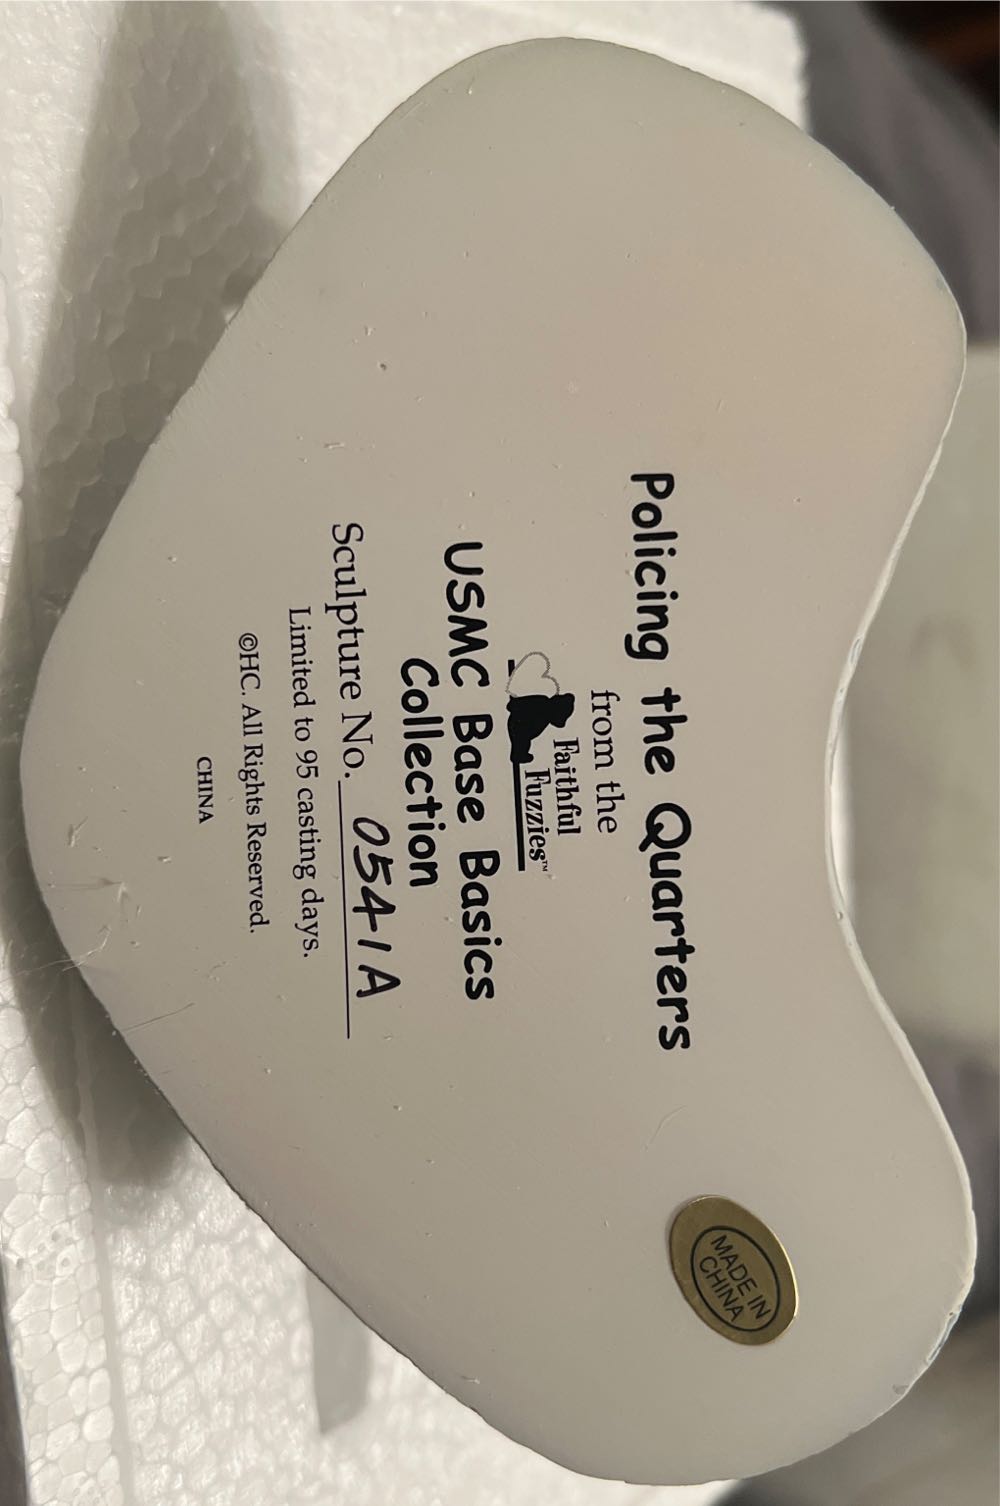 Policing the Quarters
from the
Faithful
Fuzzies™
USMC Base Basics
Collection
Sculpture No. 0541A
Limited to 95 casting days.
©HC. All Rights Reserved.
CHINA
MADE IN
CHINA